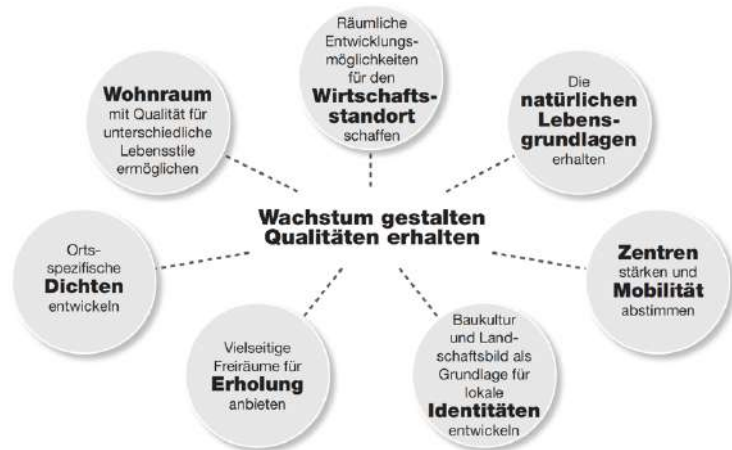 Räumliche
Entwicklungs-
möglichkeiten
für den
Wirtschafts-
standort
schaffen
Wohnraum
mit Qualität für
unterschiedliche
Lebensstile
ermöglichen
Die
natürlichen
Lebens-
grundlagen
erhalten
Wachstum gestalten
Qualitäten erhalten
Orts-
spezifische
Dichten
entwickeln
Zentren
stärken und
Mobilität
abstimmen
Vielseitige
Freiräume für
Erholung
anbieten
Baukultur
und Land-
schaftsbild als
Grundlage für
lokale
Identitäten
entwickeln